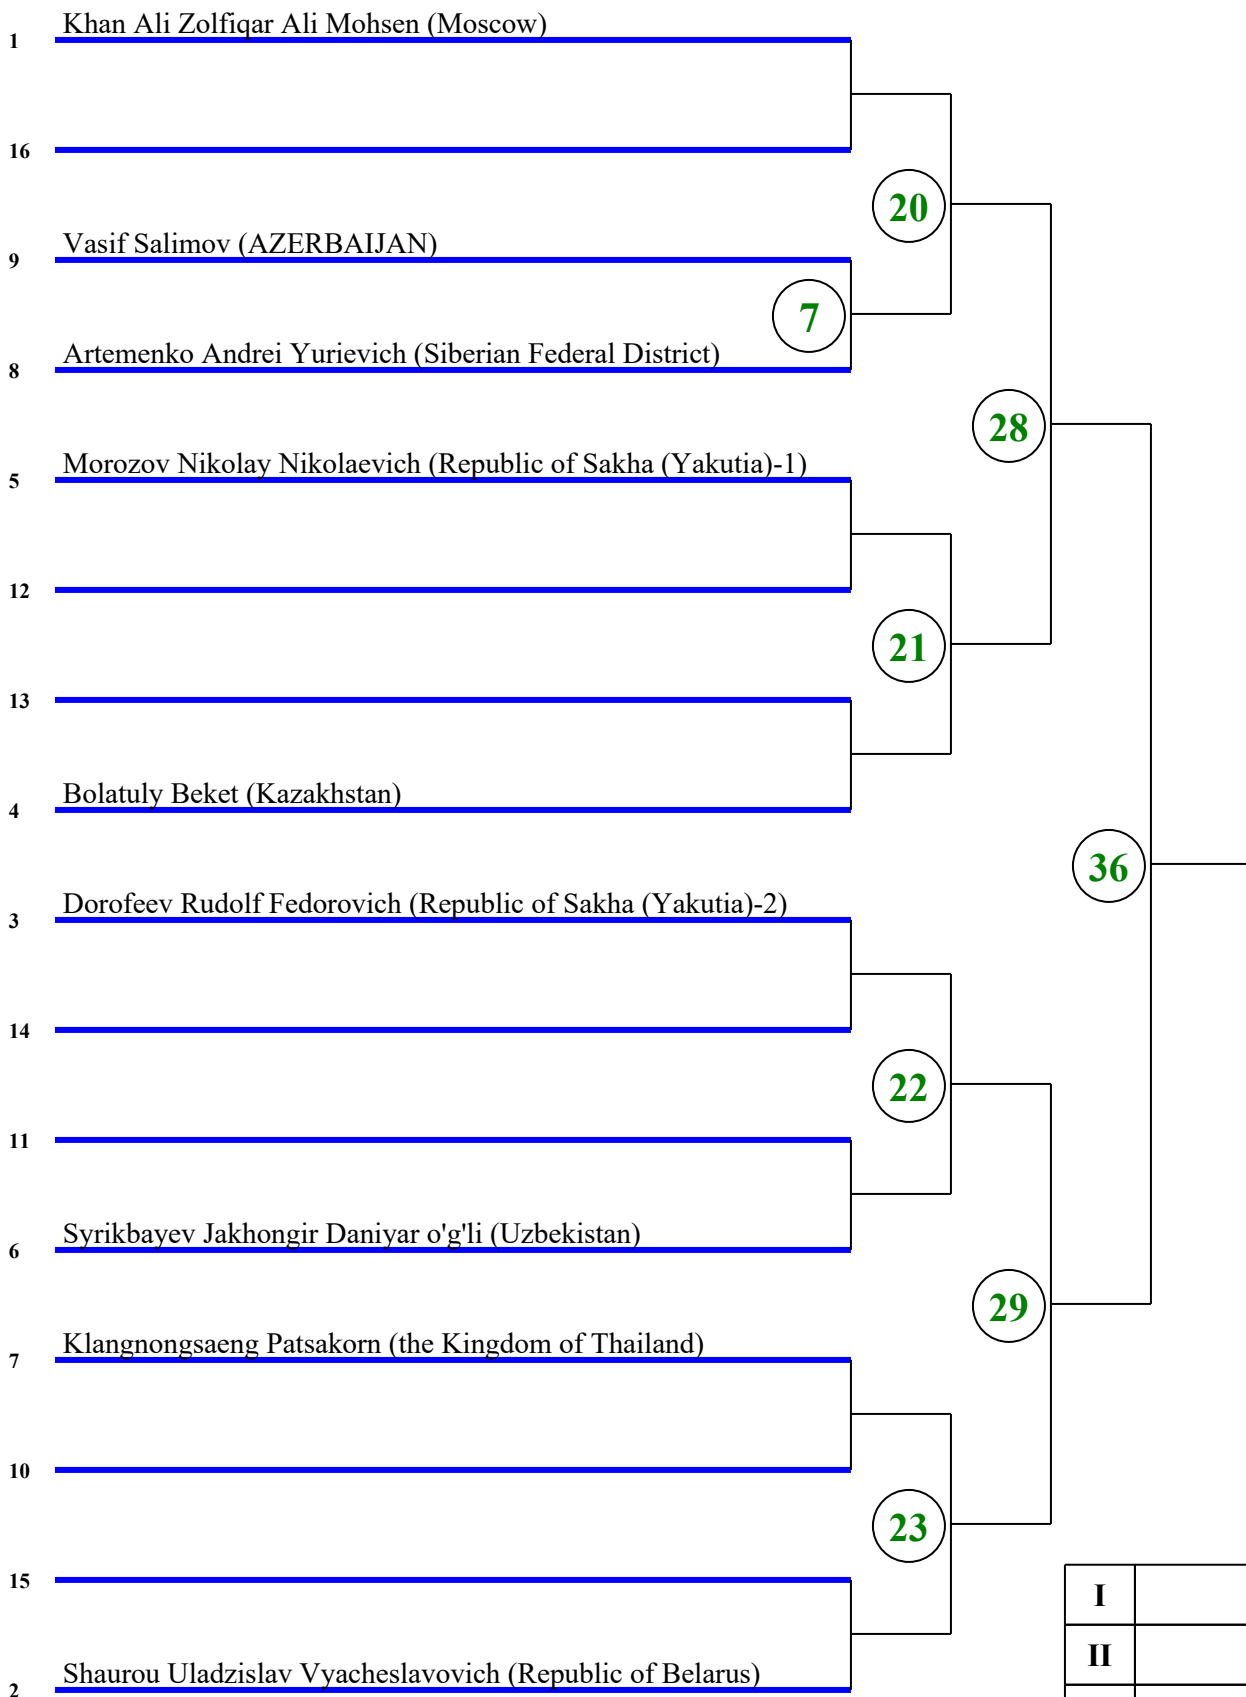 1 Khan Ali Zolfiqar Ali Mohsen (Moscow)
16
20
9 Vasif Salimov (AZERBAIJAN)
7
8 Artemenko Andrei Yurievich (Siberian Federal District)
28
5 Morozov Nikolay Nikolaevich (Republic of Sakha (Yakutia)-1)
12
21
13
4 Bolatuly Beket (Kazakhstan)
36
3 Dorofeev Rudolf Fedorovich (Republic of Sakha (Yakutia)-2)
14
22
11
6 Syrikbayev Jakhongir Daniyar o'g'li (Uzbekistan)
29
7 Klangnongsaeng Patsakorn (the Kingdom of Thailand)
10
23
15
I
II
2 Shaurou Uladzislav Vyacheslavovich (Republic of Belarus)